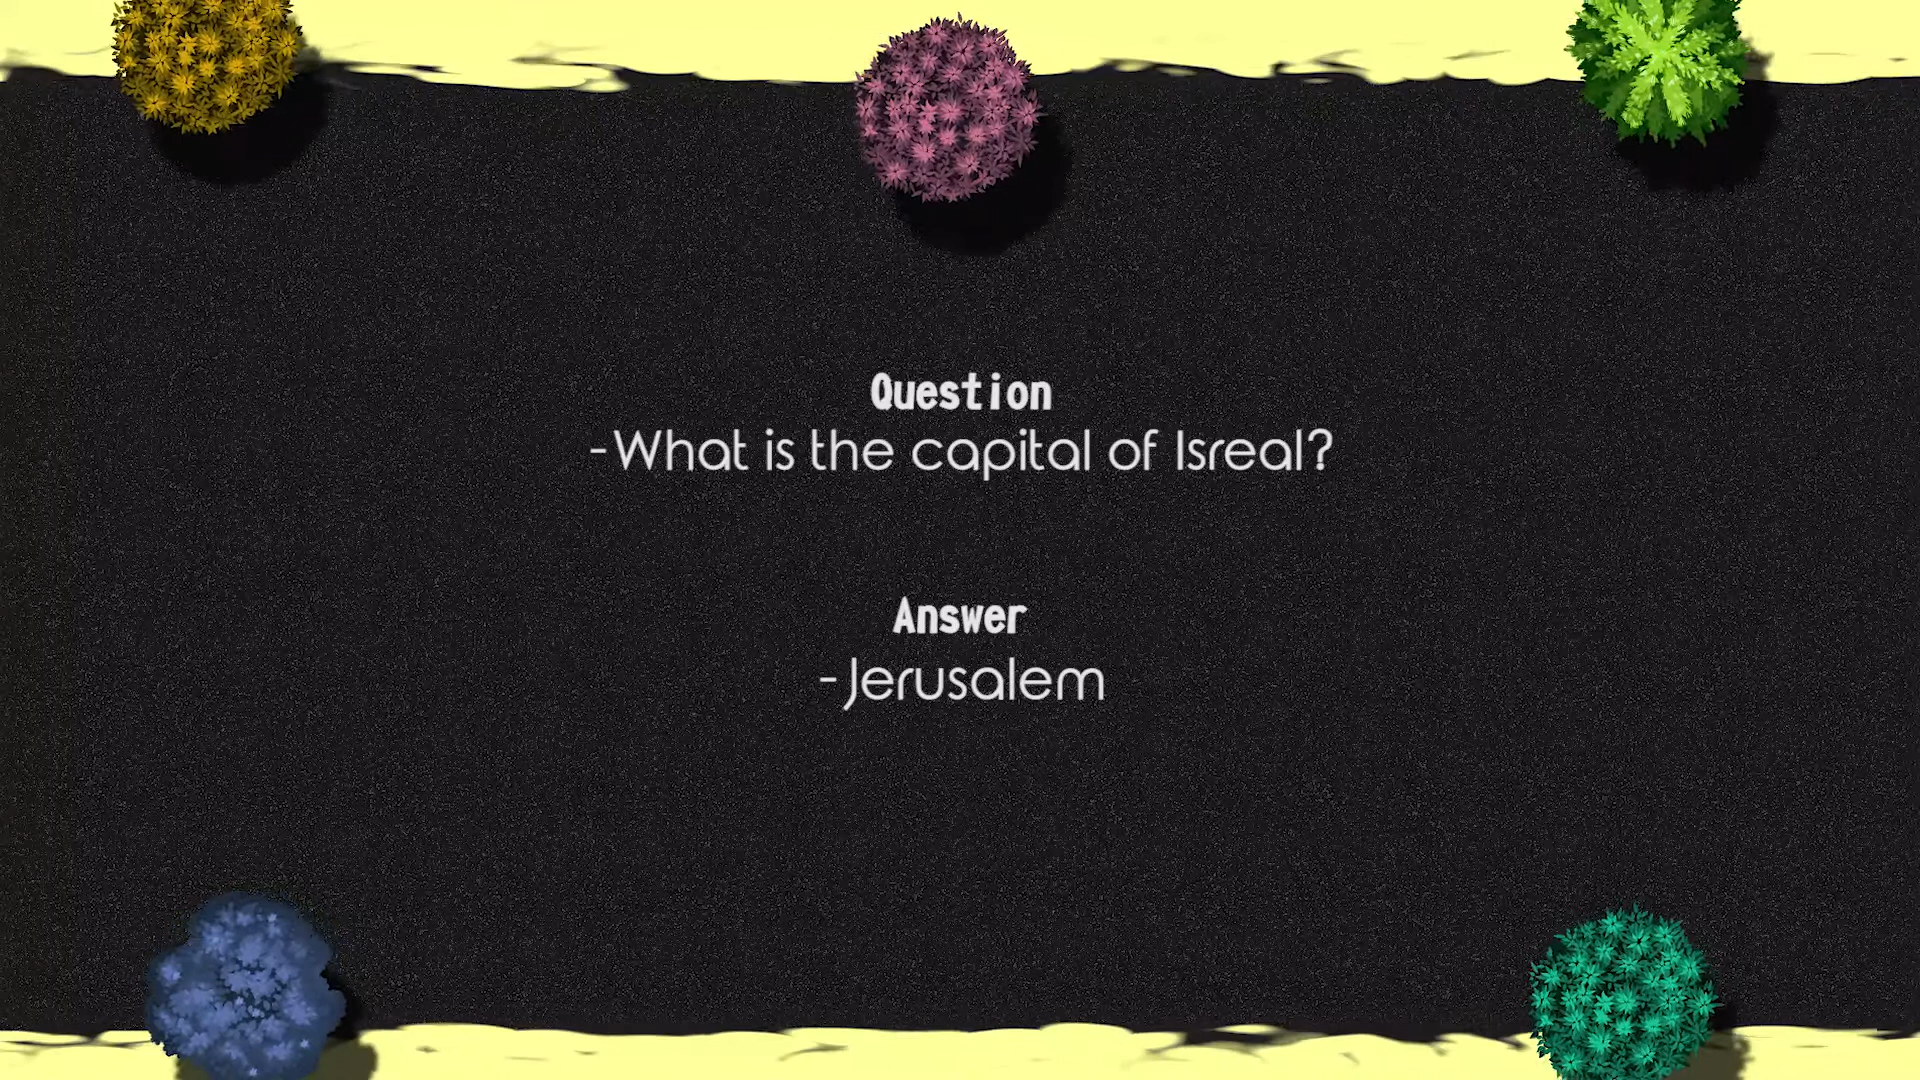 Question
-What is the capital of Isreal?
Answer
-Jerusalem